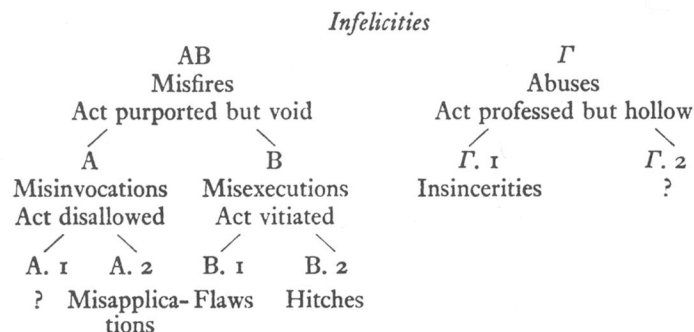 Infelicities
AB Γ
Misfires Abuses
Act purported but void Act professed but hollow
A B Γ. 1 Γ. 2
Misinvocations Misexecutions Insincerities ?
Act disallowed Act vitiated
A. 1 A. 2 B. 1 B. 2
? Misapplica- Flaws Hitches
tions